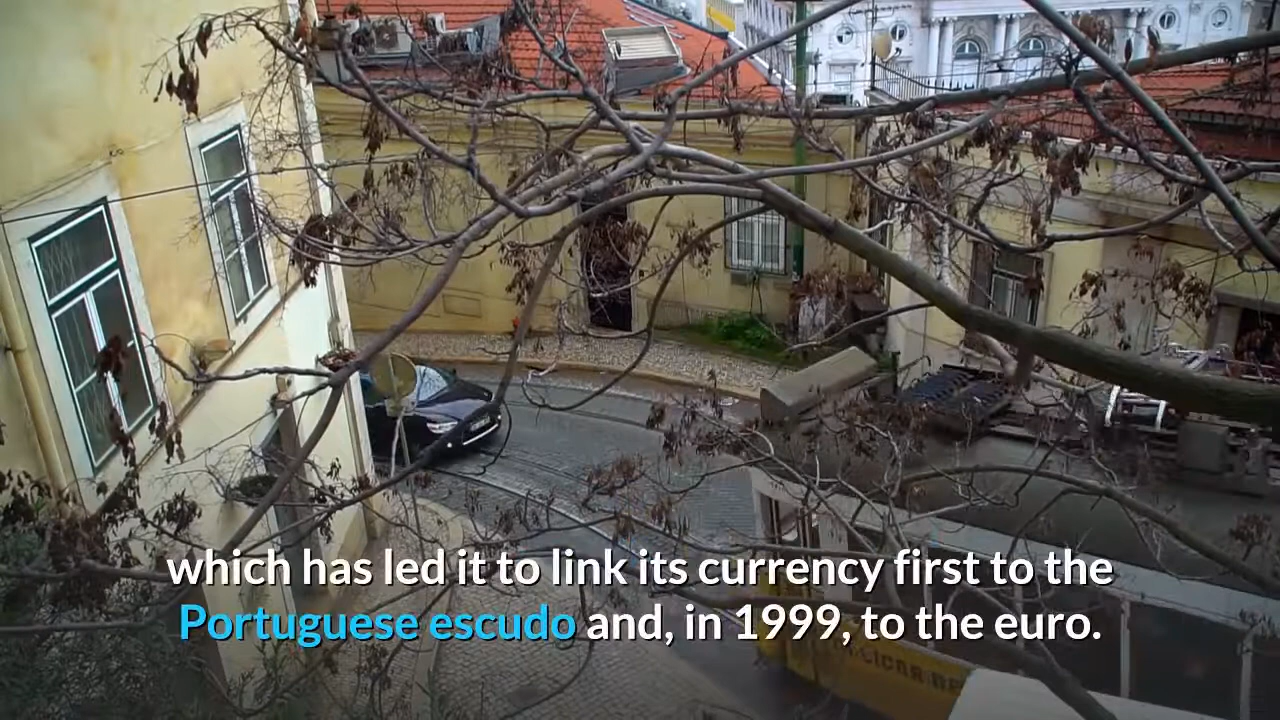 which has led it to link its currency first to the
Portuguese escudo and, in 1999, to the euro.